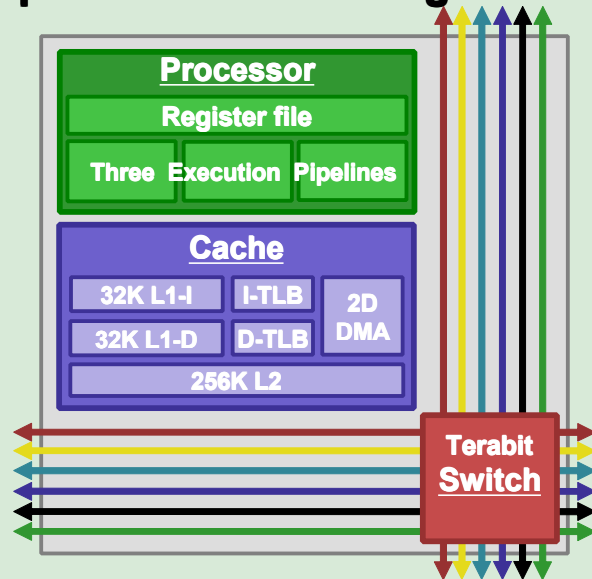 Processor
Register file
Three Execution Pipelines
Cache
32K L1-I
I-TLB
2D
DMA
32K L1-D
D-TLB
256K L2
Terabit
Switch